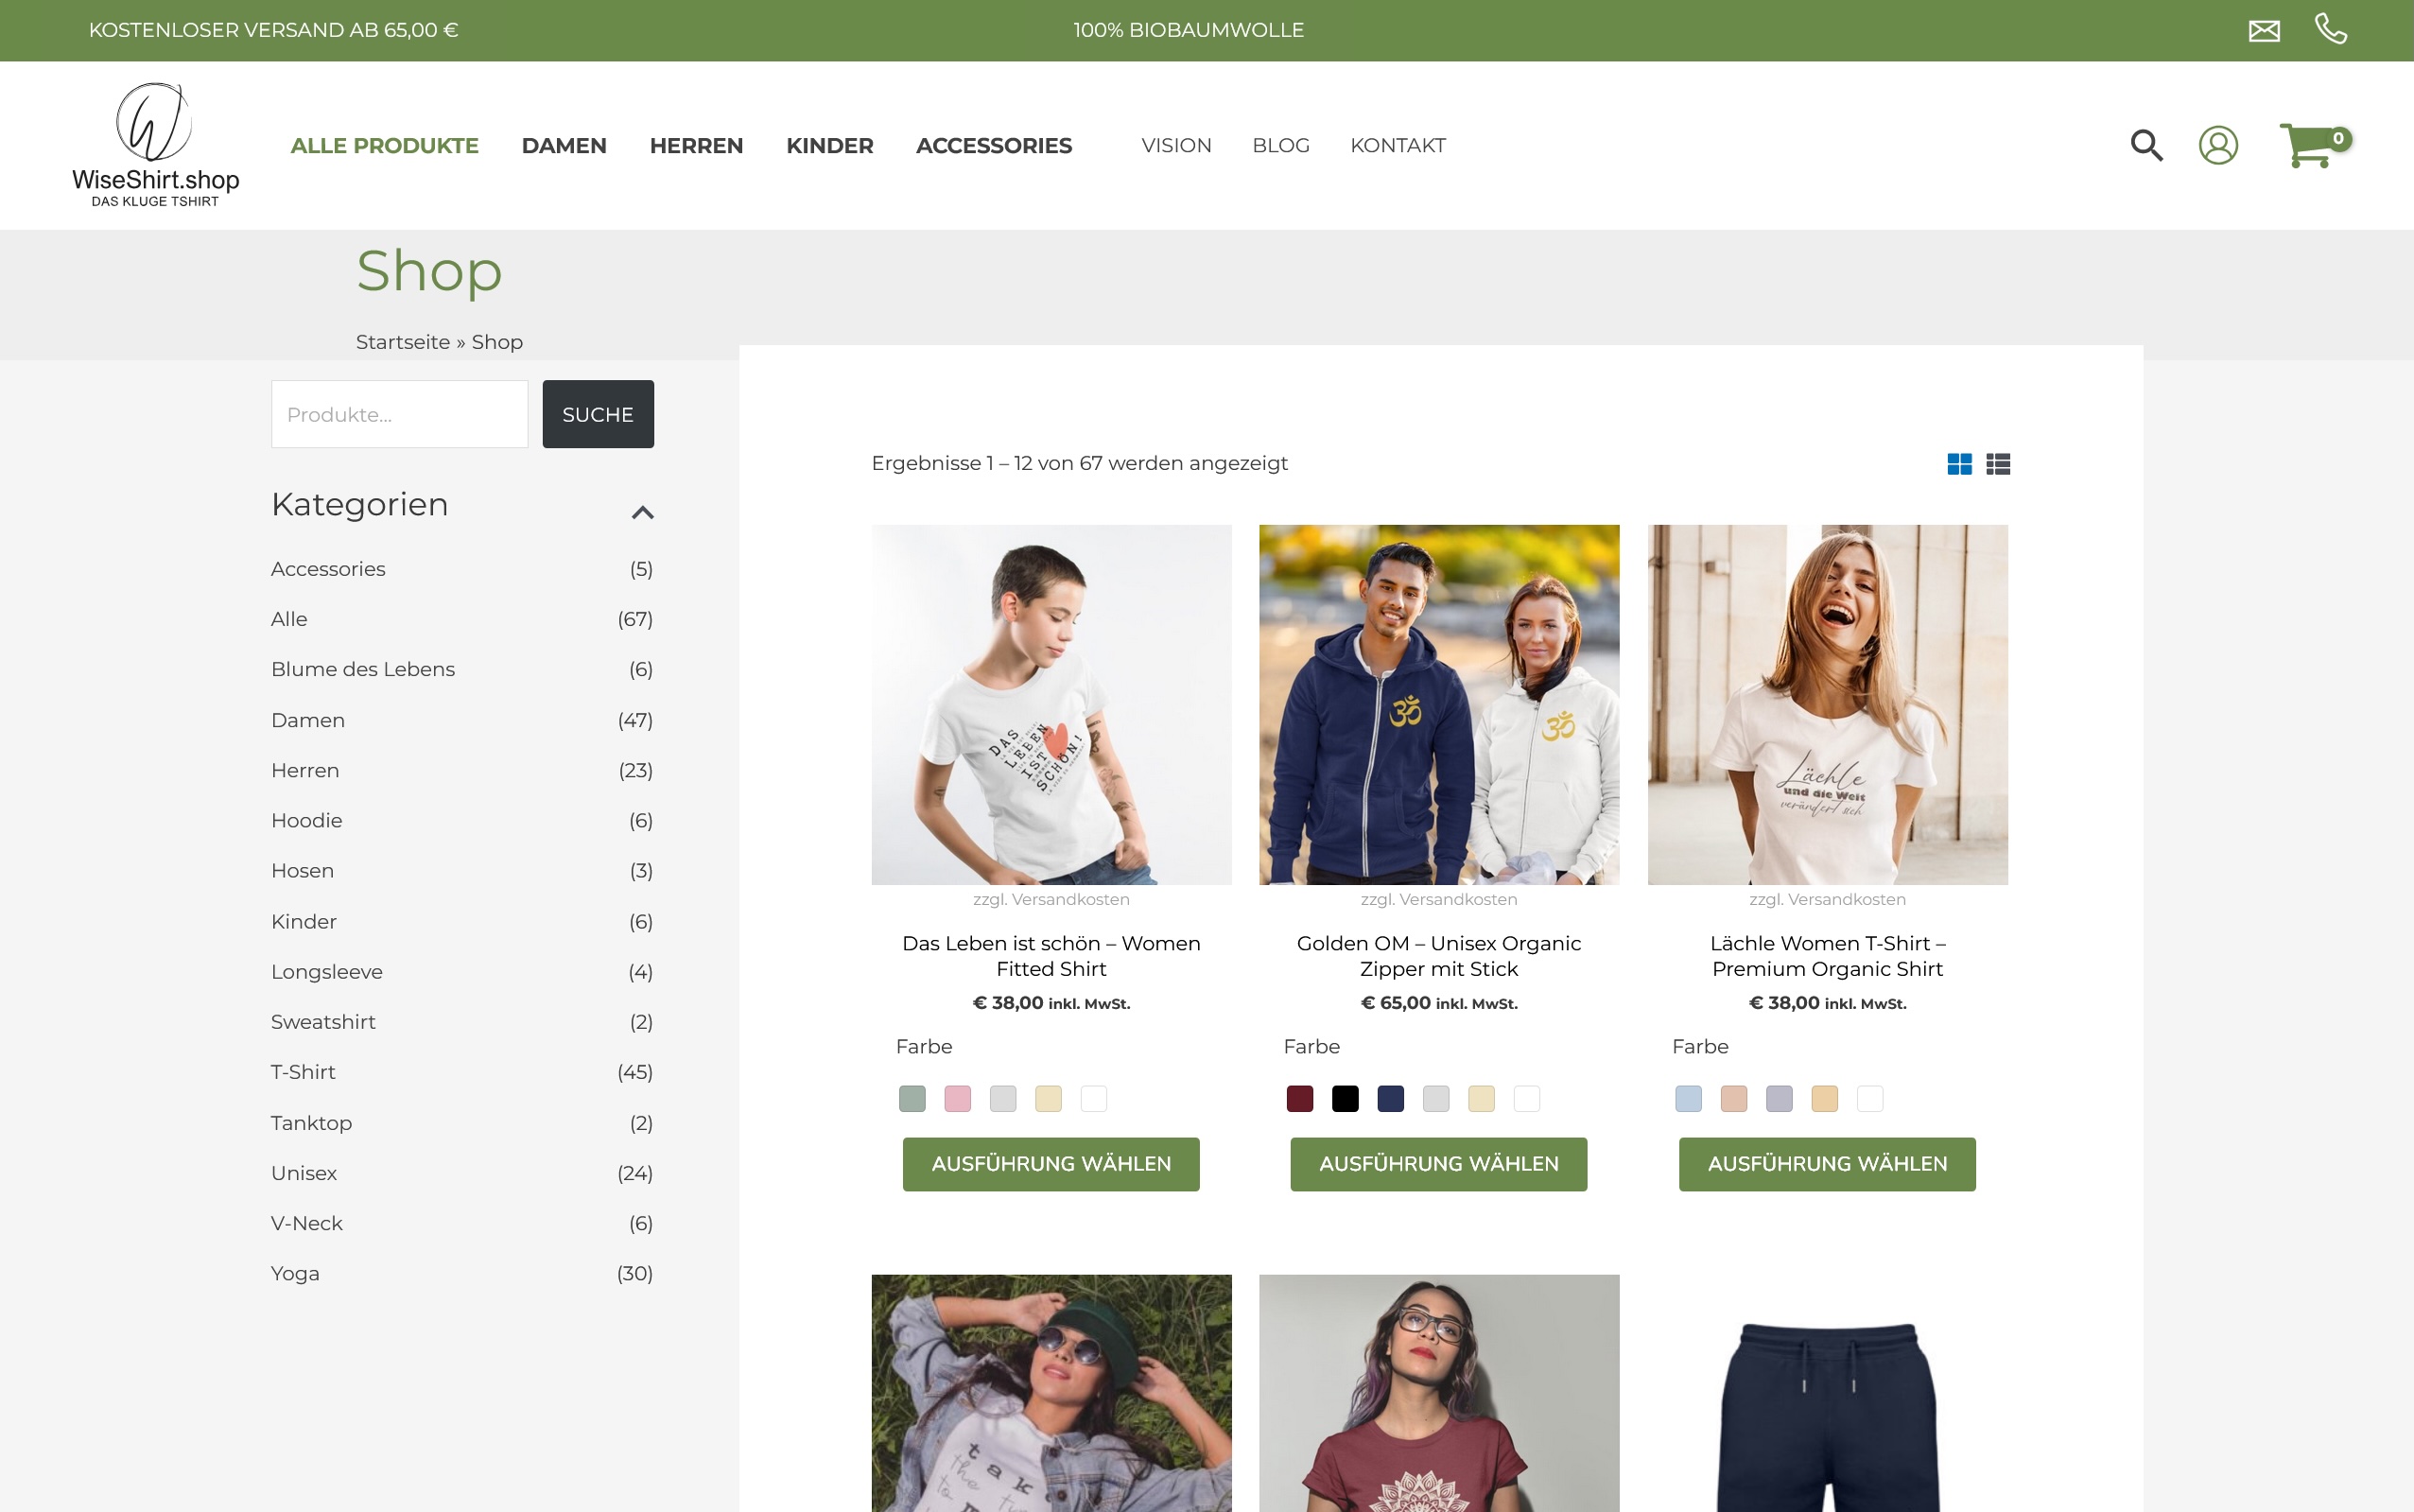 KOSTENLOSER VERSAND AB 65,00 €
100% BIOBAUMWOLLE
WiseShirt.shop
DAS KLUGE TSHIRT
ALLE PRODUKTE
DAMEN
HERREN
KINDER
ACCESSORIES
VISION
BLOG
KONTAKT
0
Shop
Startseite » Shop
Produkte...
SUCHE
Kategorien
Accessories (5)
Alle (67)
Blume des Lebens (6)
Damen (47)
Herren (23)
Hoodie (6)
Hosen (3)
Kinder (6)
Longsleeve (4)
Sweatshirt (2)
T-Shirt (45)
Tanktop (2)
Unisex (24)
V-Neck (6)
Yoga (30)
Ergebnisse 1 – 12 von 67 werden angezeigt
DAS
LEBEN
IST
SCHÖN!
zzgl. Versandkosten
Das Leben ist schön – Women
Fitted Shirt
€ 38,00 inkl. MwSt.
Farbe
AUSFÜHRUNG WÄHLEN
ॐ
ॐ
zzgl. Versandkosten
Golden OM – Unisex Organic
Zipper mit Stick
€ 65,00 inkl. MwSt.
Farbe
AUSFÜHRUNG WÄHLEN
Lächle
und die Welt
verändert sich
zzgl. Versandkosten
Lächle Women T-Shirt –
Premium Organic Shirt
€ 38,00 inkl. MwSt.
Farbe
AUSFÜHRUNG WÄHLEN
tak
the
to